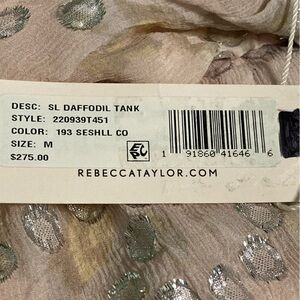 DESC: SL DAFFODIL TANK
STYLE: 220939T451
COLOR: 193 SESHLL CO
SIZE: M
$275.00
1 91860 41646 6
REBECCATAYLOR.COM